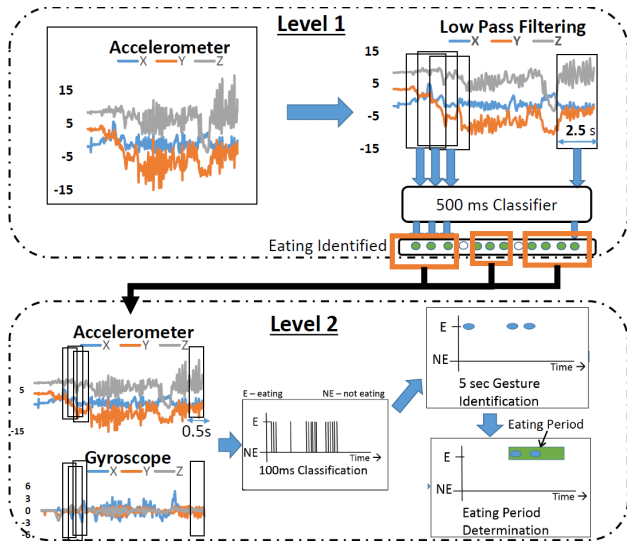 Level 1
Accelerometer
X Y Z
15
5
-5
-15
Low Pass Filtering
X Y Z
15
5
-5
-15
2.5 s
500 ms Classifier
Eating Identified
Level 2
Accelerometer
X Y Z
5
-5
-15
0.5s
Gyroscope
X Y Z
6
3
0
-3
-6
E – eating NE – not eating
E
NE
Time →
100ms Classification
E
NE
Time →
5 sec Gesture
Identification
Eating Period
E
NE
Time →
Eating Period
Determination